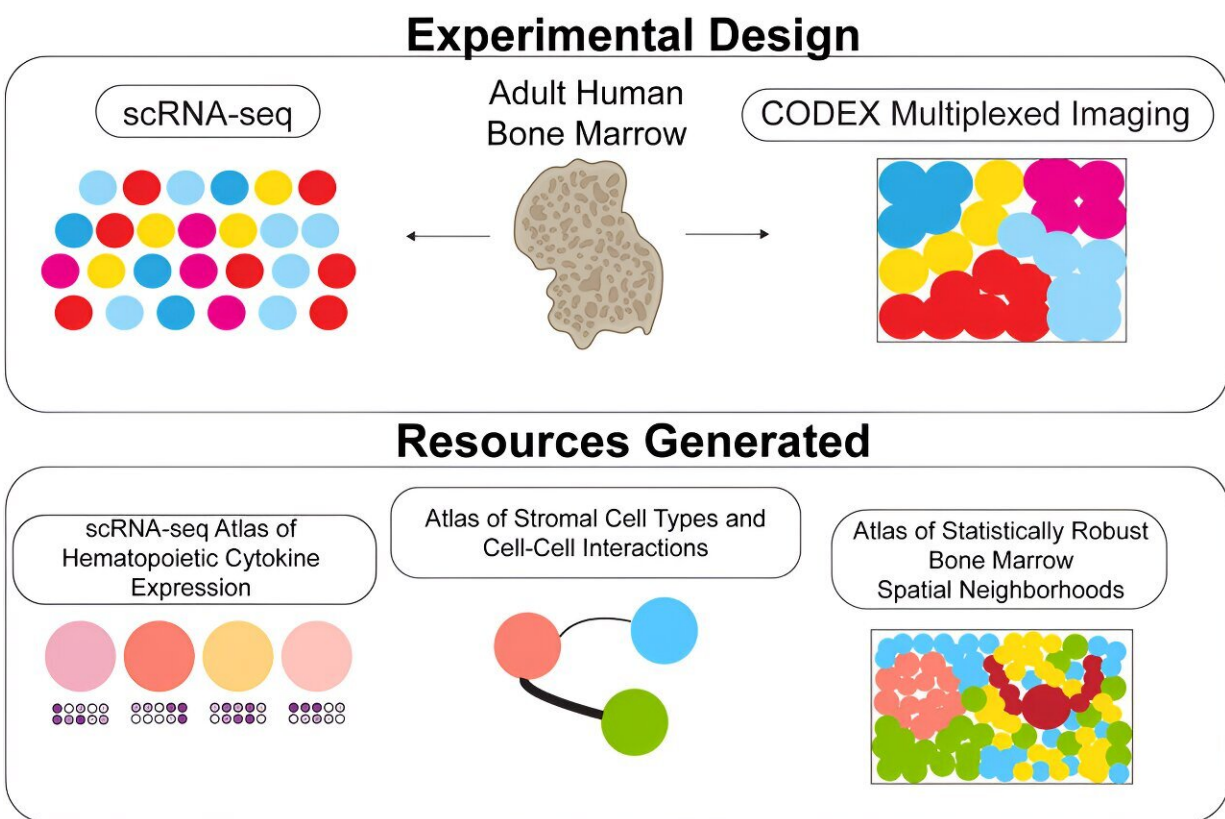 Experimental Design
scRNA-seq
Adult Human
Bone Marrow
CODEX Multiplexed Imaging
Resources Generated
scRNA-seq Atlas of
Hematopoietic Cytokine
Expression
Atlas of Stromal Cell Types and
Cell-Cell Interactions
Atlas of Statistically Robust
Bone Marrow
Spatial Neighborhoods